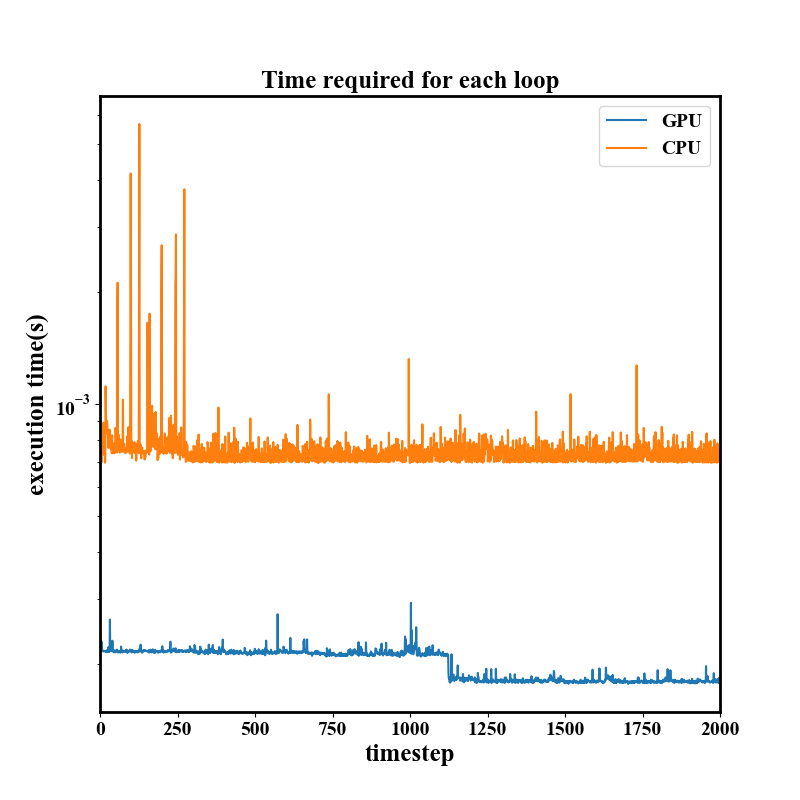 Time required for each loop
GPU
CPU
execution time(s)
10⁻³
0 250 500 750 1000 1250 1500 1750 2000
timestep